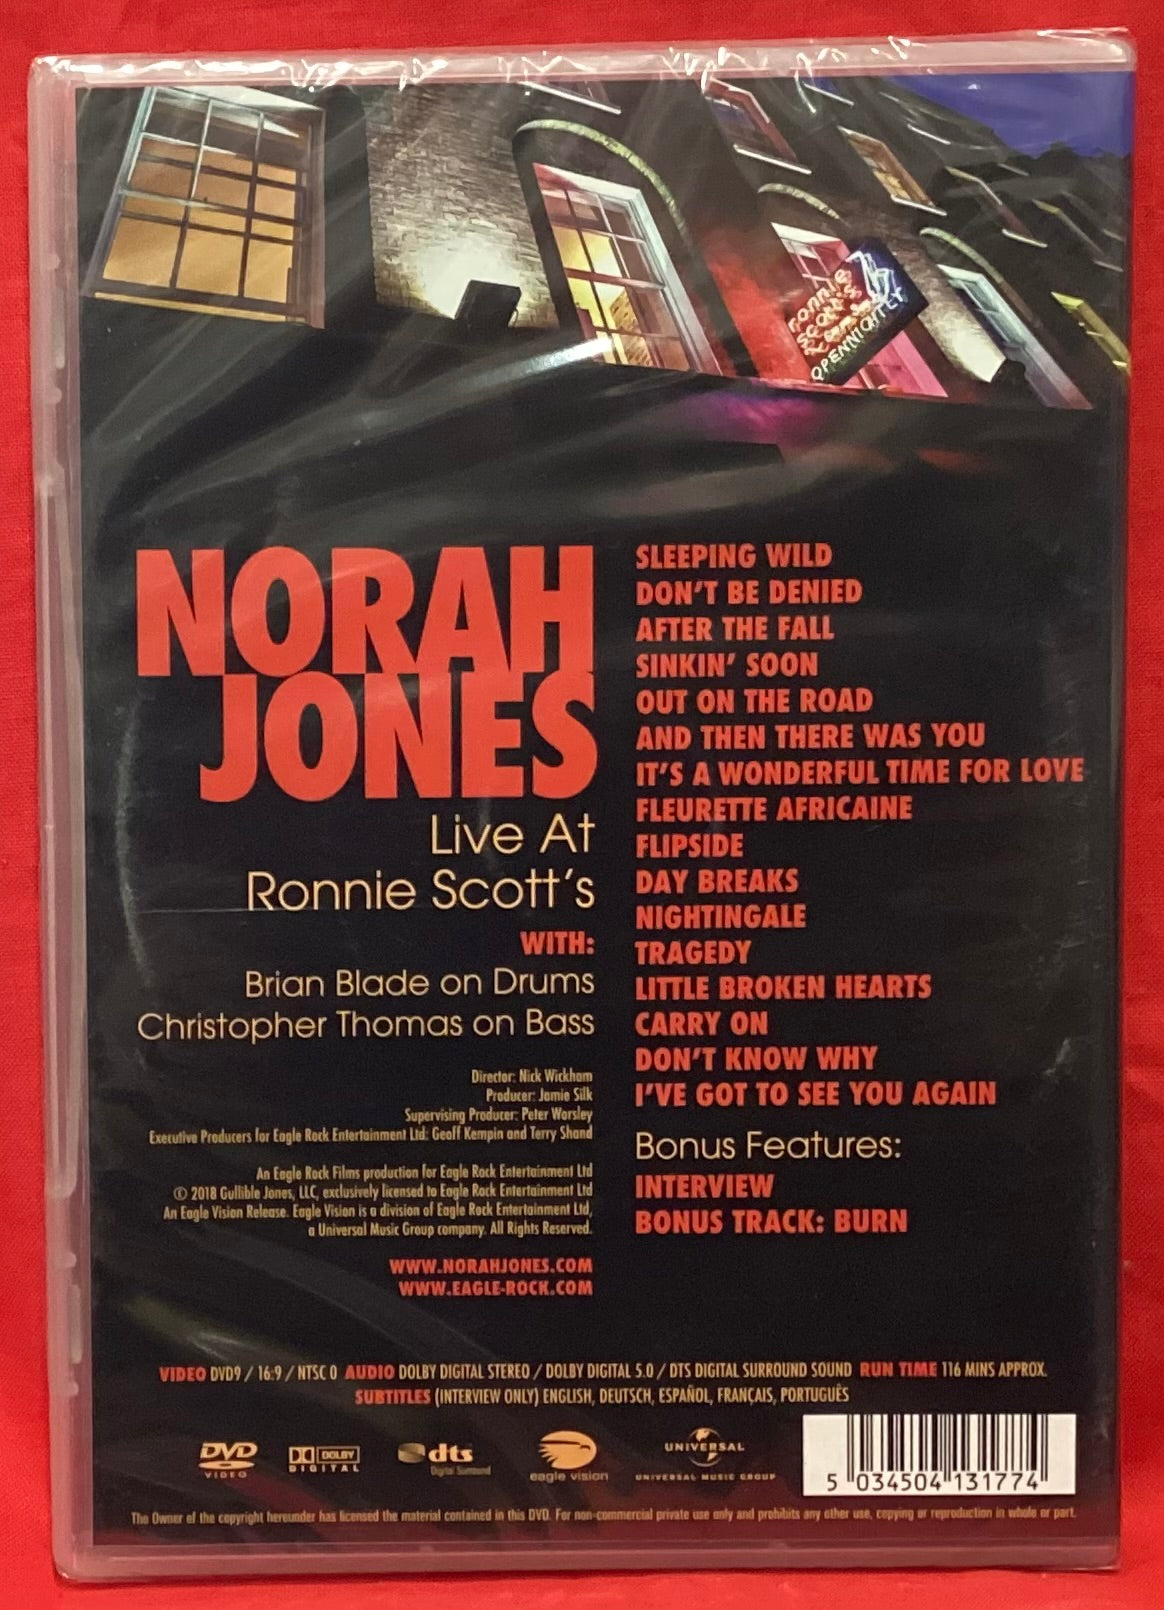 ronnie
scott's
OPEN NIGHTLY
NORAH
JONES
Live At
Ronnie Scott's
WITH:
Brian Blade on Drums
Christopher Thomas on Bass
Director: Nick Wickham
Producer: Jamie Silk
Supervising Producer: Peter Worsley
Executive Producers for Eagle Rock Entertainment Ltd: Geoff Kempin and Terry Shand
An Eagle Rock Films production for Eagle Rock Entertainment Ltd
© 2018 Gullible Jones, LLC, exclusively licensed to Eagle Rock Entertainment Ltd
An Eagle Vision Release. Eagle Vision is a division of Eagle Rock Entertainment Ltd,
a Universal Music Group company. All Rights Reserved.
WWW.NORAHJONES.COM
WWW.EAGLE-ROCK.COM
SLEEPING WILD
DON'T BE DENIED
AFTER THE FALL
SINKIN' SOON
OUT ON THE ROAD
AND THEN THERE WAS YOU
IT'S A WONDERFUL TIME FOR LOVE
FLEURETTE AFRICAINE
FLIPSIDE
DAY BREAKS
NIGHTINGALE
TRAGEDY
LITTLE BROKEN HEARTS
CARRY ON
DON'T KNOW WHY
I'VE GOT TO SEE YOU AGAIN
Bonus Features:
INTERVIEW
BONUS TRACK: BURN
VIDEO DVD9 / 16:9 / NTSC 0 AUDIO DOLBY DIGITAL STEREO / DOLBY DIGITAL 5.0 / DTS DIGITAL SURROUND SOUND RUN TIME 116 MINS APPROX.
SUBTITLES (INTERVIEW ONLY) ENGLISH, DEUTSCH, ESPAÑOL, FRANÇAIS, PORTUGUÊS
DVD
VIDEO
DOLBY
DIGITAL
dts
Digital Surround
eagle vision
UNIVERSAL
UNIVERSAL MUSIC GROUP
5 034504 131774
The Owner of the copyright hereunder has licensed the material contained in this DVD. For non-commercial private use only and prohibits any other use, copying or reproduction in whole or part.